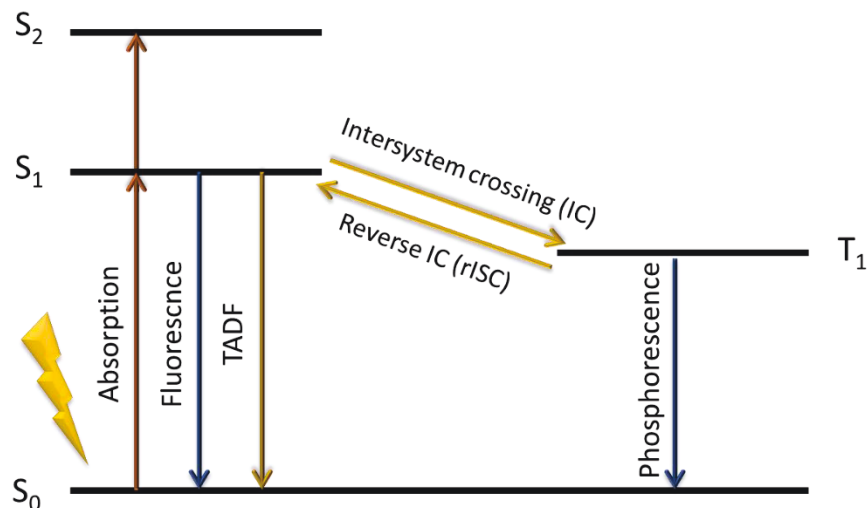 S2
S1
Intersystem crossing (IC)
Reverse IC (rISC)
T1
Absorption
Fluorescnce
TADF
Phosphorescence
S0